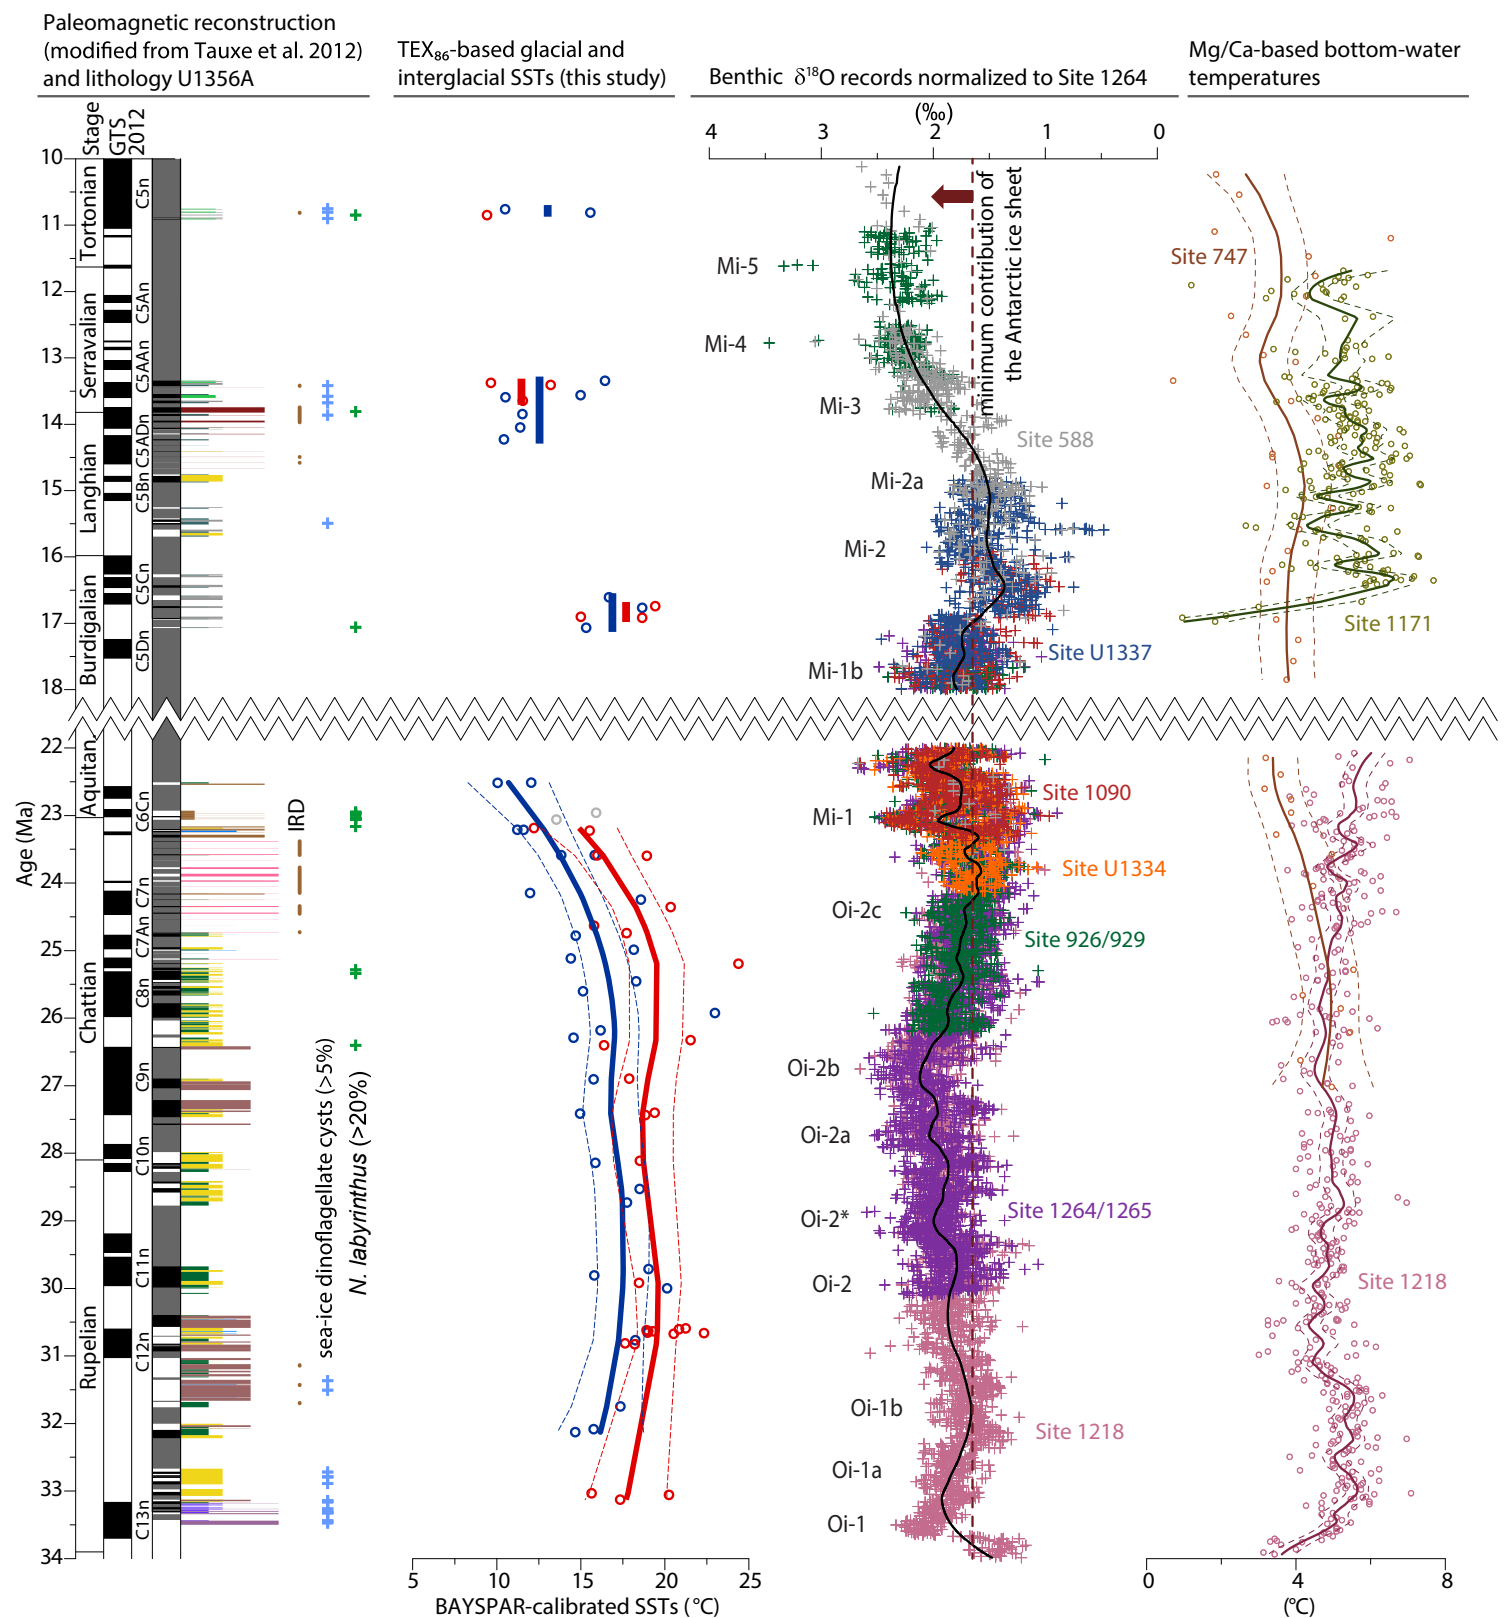 Paleomagnetic reconstruction
(modified from Tauxe et al. 2012)
and lithology U1356A
TEX₈₆-based glacial and
interglacial SSTs (this study)
Benthic δ¹⁸O records normalized to Site 1264
Mg/Ca-based bottom-water
temperatures
Stage
GTS
2012
(‰)
4 3 2 1 0
10
11
12
13
14
15
16
17
18
22
23
24
25
26
27
28
29
30
31
32
33
34
Age (Ma)
Tortonian
Serravalian
Langhian
Burdigalian
Aquitan.
Chattian
Rupelian
C5n
C5An
C5AAn
C5ADn
C5Bn
C5Cn
C5Dn
C6Cn
C7n
C7An
C8n
C9n
C10n
C11n
C12n
C13n
IRD
sea-ice dinoflagellate cysts (>5%)
N. labyrinthus (>20%)
minimum contribution of
the Antarctic ice sheet
Mi-5
Mi-4
Mi-3
Mi-2a
Mi-2
Mi-1b
Mi-1
Oi-2c
Oi-2b
Oi-2a
Oi-2*
Oi-2
Oi-1b
Oi-1a
Oi-1
Site 588
Site U1337
Site 1090
Site U1334
Site 926/929
Site 1264/1265
Site 1218
Site 747
Site 1171
Site 1218
5 10 15 20 25
BAYSPAR-calibrated SSTs (°C)
0 4 8
(°C)